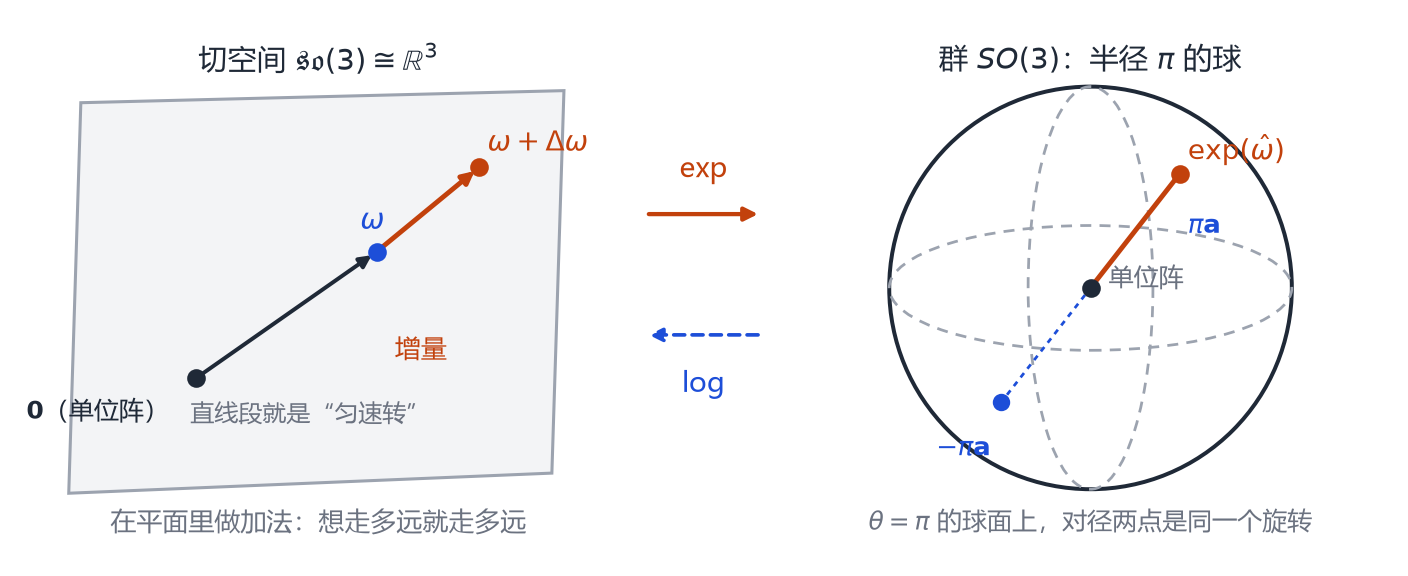 切空间 𝔰𝔬(3) ≅ ℝ³
ω + Δω
ω
增量
0（单位阵）
直线段就是“匀速转”
在平面里做加法：想走多远就走多远
exp
log
群 SO(3)：半径 π 的球
exp(ω̂)
πa
单位阵
−πa
θ = π 的球面上，对径两点是同一个旋转